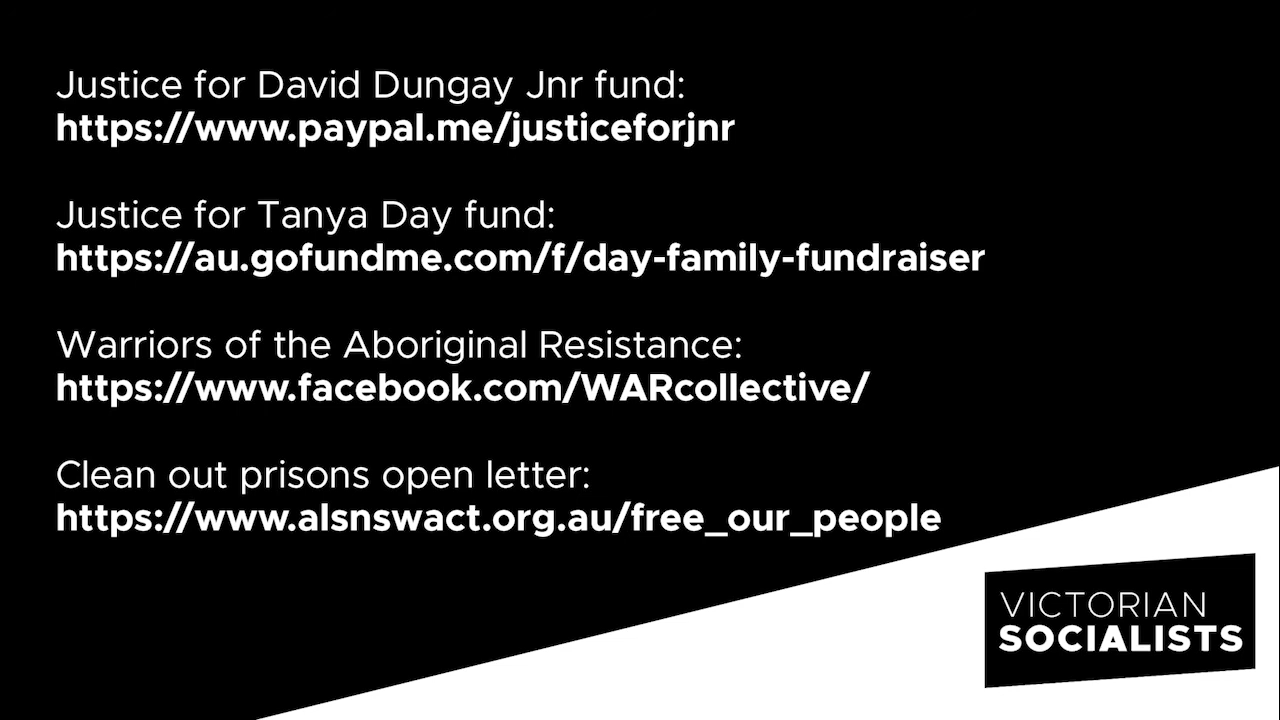 Justice for David Dungay Jnr fund:
https://www.paypal.me/justiceforjnr
Justice for Tanya Day fund:
https://au.gofundme.com/f/day-family-fundraiser
Warriors of the Aboriginal Resistance:
https://www.facebook.com/WARcollective/
Clean out prisons open letter:
https://www.alsnswact.org.au/free_our_people
VICTORIAN
SOCIALISTS